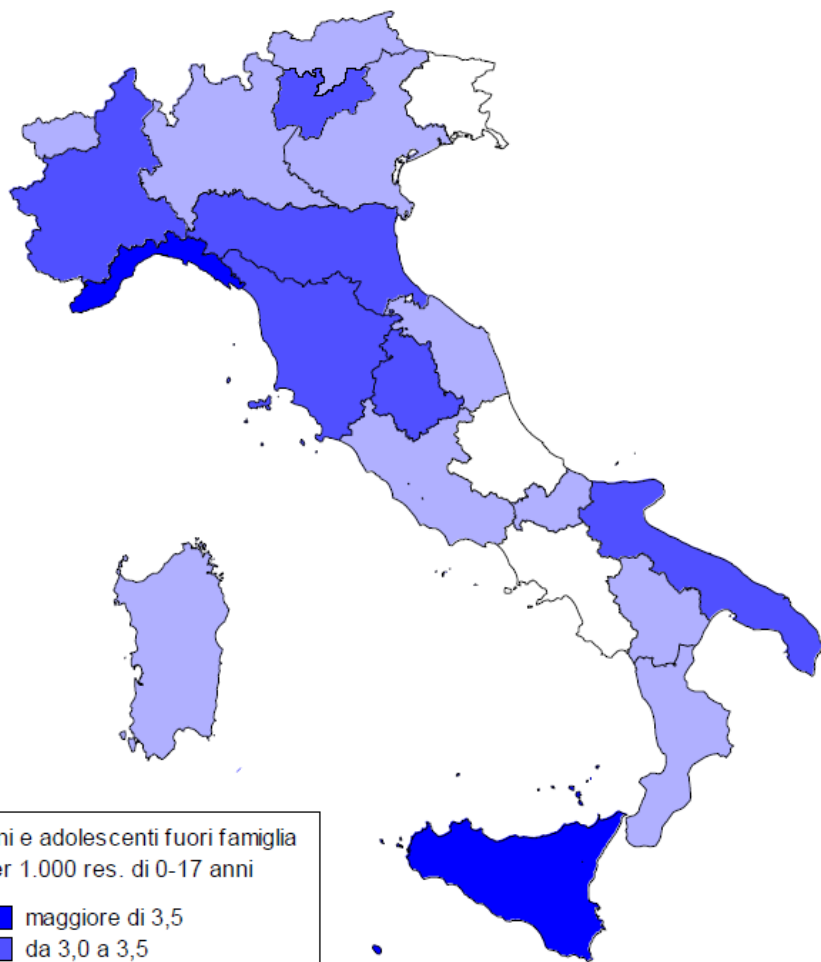 ni e adolescenti fuori famiglia
er 1.000 res. di 0-17 anni
maggiore di 3,5
da 3,0 a 3,5